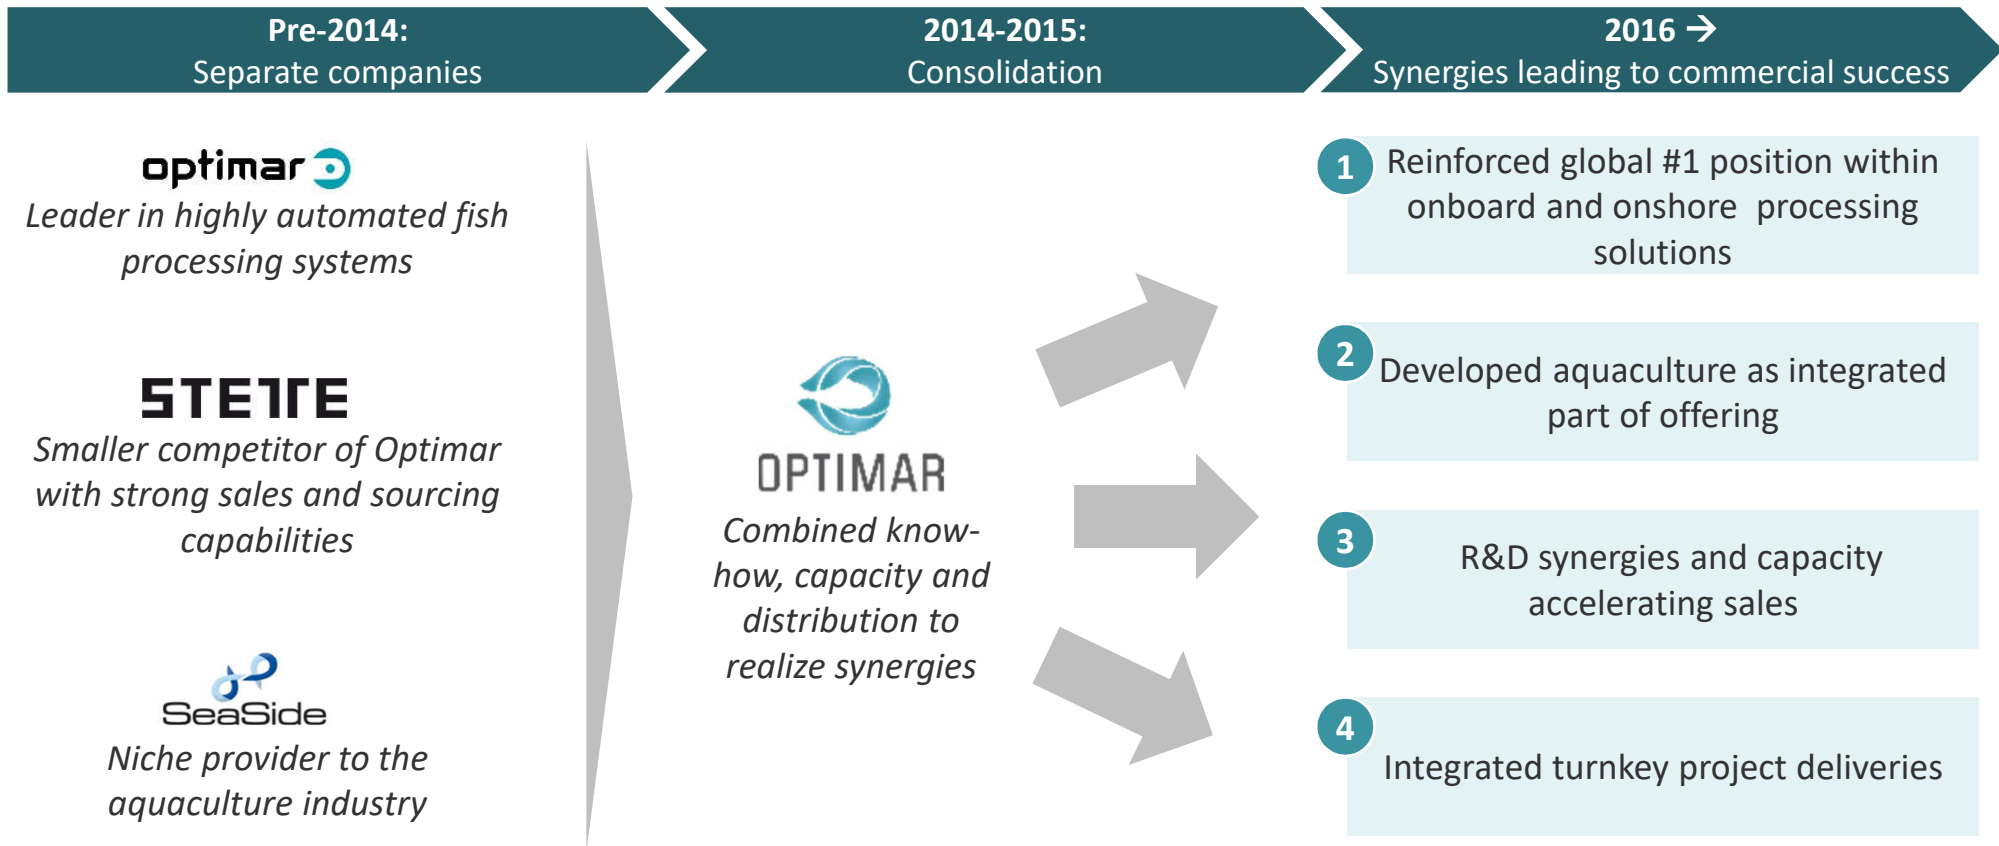 Pre-2014:
Separate companies
2014-2015:
Consolidation
2016 →
Synergies leading to commercial success
optimar
Leader in highly automated fish
processing systems
STETTE
Smaller competitor of Optimar
with strong sales and sourcing
capabilities
SeaSide
Niche provider to the
aquaculture industry
OPTIMAR
Combined know-
how, capacity and
distribution to
realize synergies
1
Reinforced global #1 position within
onboard and onshore processing
solutions
2
Developed aquaculture as integrated
part of offering
3
R&D synergies and capacity
accelerating sales
4
Integrated turnkey project deliveries